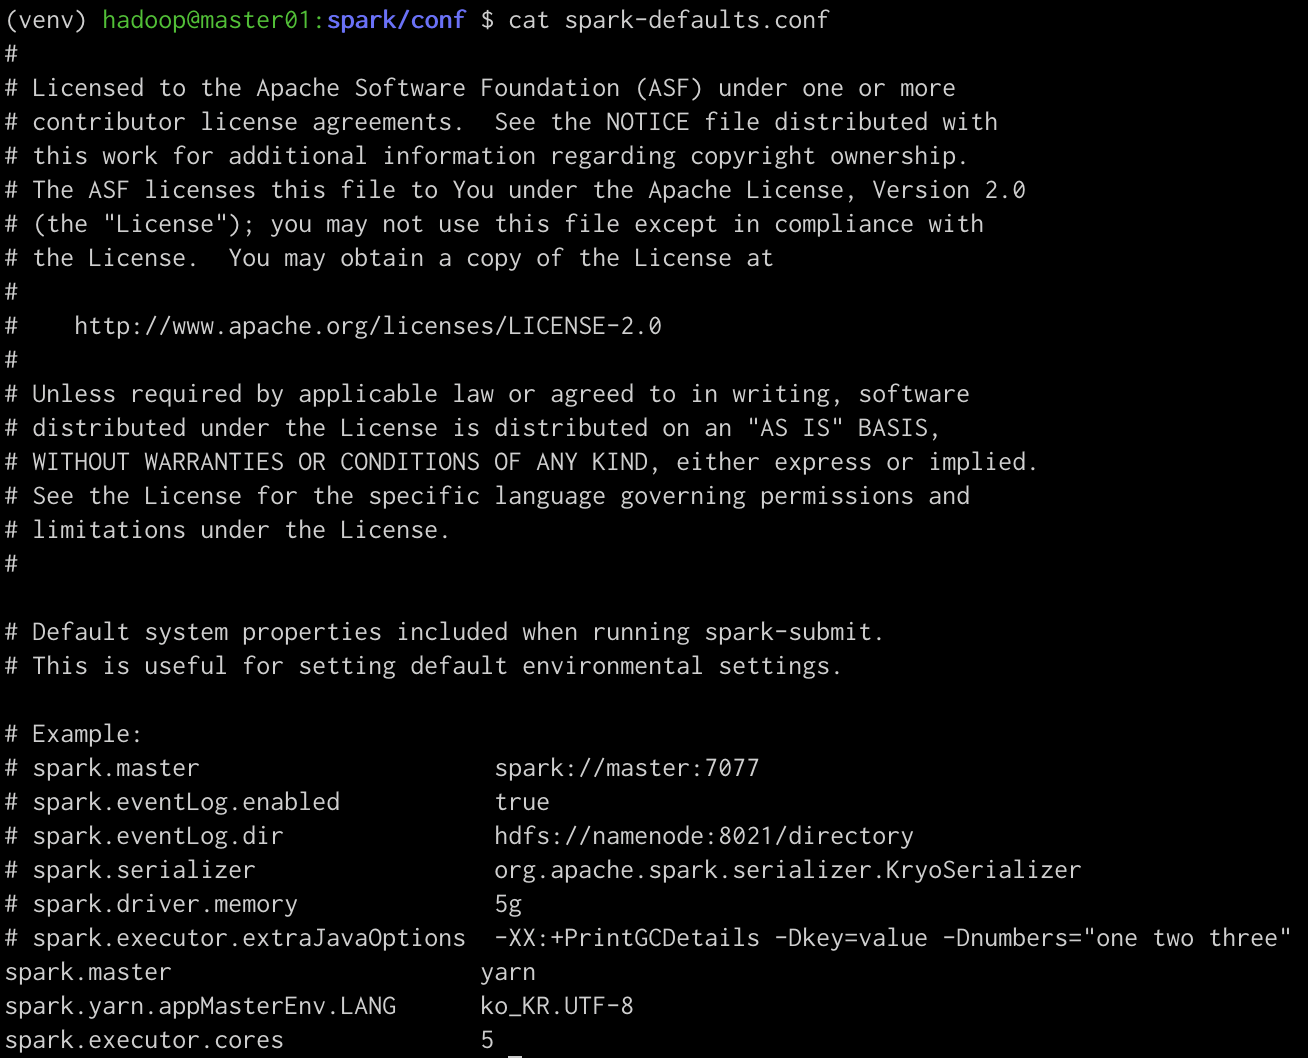 (venv) hadoop@master01:spark/conf $ cat spark-defaults.conf
#
# Licensed to the Apache Software Foundation (ASF) under one or more
# contributor license agreements.  See the NOTICE file distributed with
# this work for additional information regarding copyright ownership.
# The ASF licenses this file to You under the Apache License, Version 2.0
# (the "License"); you may not use this file except in compliance with
# the License.  You may obtain a copy of the License at
#
#    http://www.apache.org/licenses/LICENSE-2.0
#
# Unless required by applicable law or agreed to in writing, software
# distributed under the License is distributed on an "AS IS" BASIS,
# WITHOUT WARRANTIES OR CONDITIONS OF ANY KIND, either express or implied.
# See the License for the specific language governing permissions and
# limitations under the License.
#

# Default system properties included when running spark-submit.
# This is useful for setting default environmental settings.

# Example:
# spark.master                     spark://master:7077
# spark.eventLog.enabled           true
# spark.eventLog.dir               hdfs://namenode:8021/directory
# spark.serializer                 org.apache.spark.serializer.KryoSerializer
# spark.driver.memory              5g
# spark.executor.extraJavaOptions  -XX:+PrintGCDetails -Dkey=value -Dnumbers="one two three"
spark.master                      yarn
spark.yarn.appMasterEnv.LANG      ko_KR.UTF-8
spark.executor.cores              5